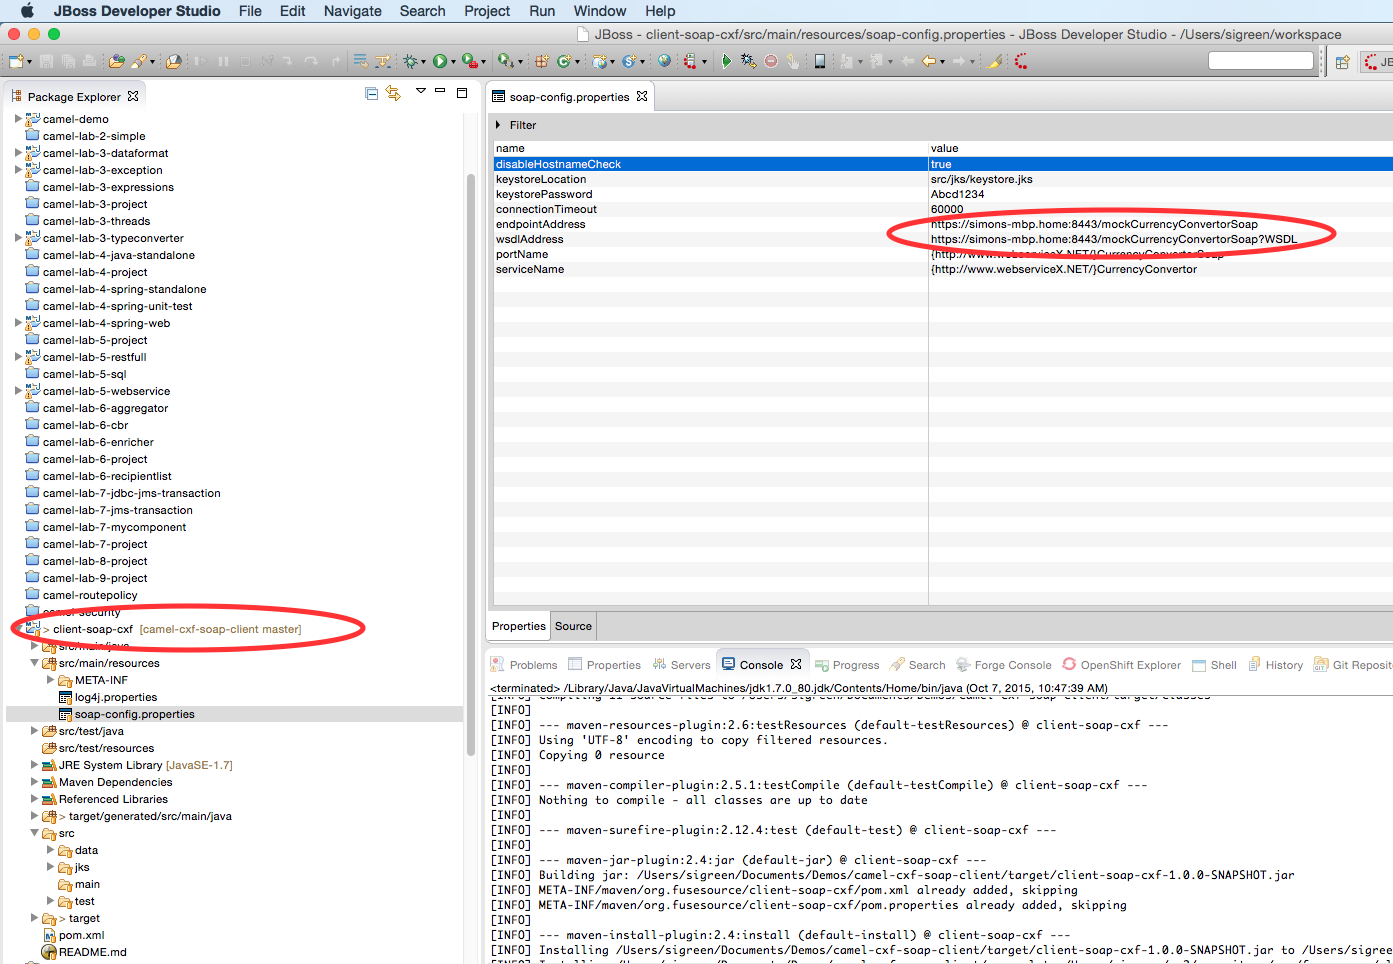 JBoss Developer Studio File Edit Navigate Search Project Run Window Help
JBoss - client-soap-cxf/src/main/resources/soap-config.properties - JBoss Developer Studio - /Users/sigreen/workspace
JB
Package Explorer
camel-demo
camel-lab-2-simple
camel-lab-3-dataformat
camel-lab-3-exception
camel-lab-3-expressions
camel-lab-3-project
camel-lab-3-threads
camel-lab-3-typeconverter
camel-lab-4-java-standalone
camel-lab-4-project
camel-lab-4-spring-standalone
camel-lab-4-spring-unit-test
camel-lab-4-spring-web
camel-lab-5-project
camel-lab-5-restfull
camel-lab-5-sql
camel-lab-5-webservice
camel-lab-6-aggregator
camel-lab-6-cbr
camel-lab-6-enricher
camel-lab-6-project
camel-lab-6-recipientlist
camel-lab-7-jdbc-jms-transaction
camel-lab-7-jms-transaction
camel-lab-7-mycomponent
camel-lab-7-project
camel-lab-8-project
camel-lab-9-project
camel-routepolicy
camel-security
> client-soap-cxf [camel-cxf-soap-client master]
src/main/java
src/main/resources
META-INF
log4j.properties
soap-config.properties
src/test/java
src/test/resources
JRE System Library [JavaSE-1.7]
Maven Dependencies
Referenced Libraries
> target/generated/src/main/java
src
data
jks
main
test
> target
pom.xml
README.md
soap-config.properties
Filter
name value
disableHostnameCheck true
keystoreLocation src/jks/keystore.jks
keystorePassword Abcd1234
connectionTimeout 60000
endpointAddress https://simons-mbp.home:8443/mockCurrencyConvertorSoap
wsdlAddress https://simons-mbp.home:8443/mockCurrencyConvertorSoap?WSDL
portName {http://www.webserviceX.NET/}CurrencyConvertorSoap
serviceName {http://www.webserviceX.NET/}CurrencyConvertor
Properties Source
Problems Properties Servers Console Progress Search Forge Console OpenShift Explorer Shell History Git Reposit
<terminated> /Library/Java/JavaVirtualMachines/jdk1.7.0_80.jdk/Contents/Home/bin/java (Oct 7, 2015, 10:47:39 AM)
[INFO] Compiling 11 source files to /Users/sigreen/Documents/Demos/camel-cxf-soap-client/target/classes
[INFO]
[INFO] --- maven-resources-plugin:2.6:testResources (default-testResources) @ client-soap-cxf ---
[INFO] Using 'UTF-8' encoding to copy filtered resources.
[INFO] Copying 0 resource
[INFO]
[INFO] --- maven-compiler-plugin:2.5.1:testCompile (default-testCompile) @ client-soap-cxf ---
[INFO] Nothing to compile - all classes are up to date
[INFO]
[INFO] --- maven-surefire-plugin:2.12.4:test (default-test) @ client-soap-cxf ---
[INFO]
[INFO] --- maven-jar-plugin:2.4:jar (default-jar) @ client-soap-cxf ---
[INFO] Building jar: /Users/sigreen/Documents/Demos/camel-cxf-soap-client/target/client-soap-cxf-1.0.0-SNAPSHOT.jar
[INFO] META-INF/maven/org.fusesource/client-soap-cxf/pom.xml already added, skipping
[INFO] META-INF/maven/org.fusesource/client-soap-cxf/pom.properties already added, skipping
[INFO]
[INFO] --- maven-install-plugin:2.4:install (default-install) @ client-soap-cxf ---
[INFO] Installing /Users/sigreen/Documents/Demos/camel-cxf-soap-client/target/client-soap-cxf-1.0.0-SNAPSHOT.jar to /Users/sigreen